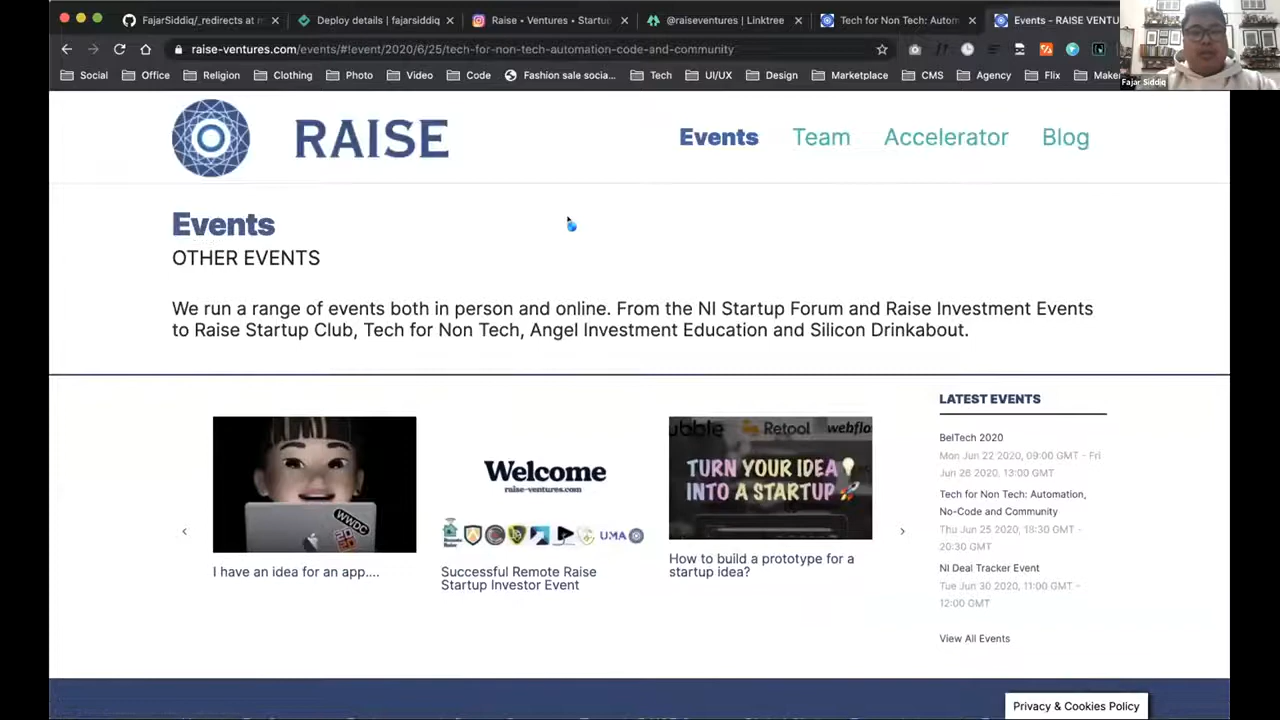 FajarSiddiq/_redirects at m
Deploy details | fajarsiddiq
Raise • Ventures • Startu
@raiseventures | Linktree
Tech for Non Tech: Autom
Events – RAISE VENTU
raise-ventures.com/events/#!event/2020/6/25/tech-for-non-tech-automation-code-and-community
Social
Office
Religion
Clothing
Photo
Video
Code
Fashion sale socia...
Tech
UI/UX
Design
Marketplace
CMS
Agency
Flix
Make
Fajar Siddiq
RAISE
Events
Team
Accelerator
Blog
Events
OTHER EVENTS
We run a range of events both in person and online. From the NI Startup Forum and Raise Investment Events
to Raise Startup Club, Tech for Non Tech, Angel Investment Education and Silicon Drinkabout.
WWDC
I have an idea for an app....
Welcome
raise-ventures.com
UMA
Successful Remote Raise
Startup Investor Event
ubble
Retool
webflo
TURN YOUR IDEA
INTO A STARTUP
How to build a prototype for a
startup idea?
LATEST EVENTS
BelTech 2020
Mon Jun 22 2020, 09:00 GMT - Fri
Jun 26 2020, 13:00 GMT
Tech for Non Tech: Automation,
No-Code and Community
Thu Jun 25 2020, 18:30 GMT -
20:30 GMT
NI Deal Tracker Event
Tue Jun 30 2020, 11:00 GMT -
12:00 GMT
View All Events
Privacy & Cookies Policy